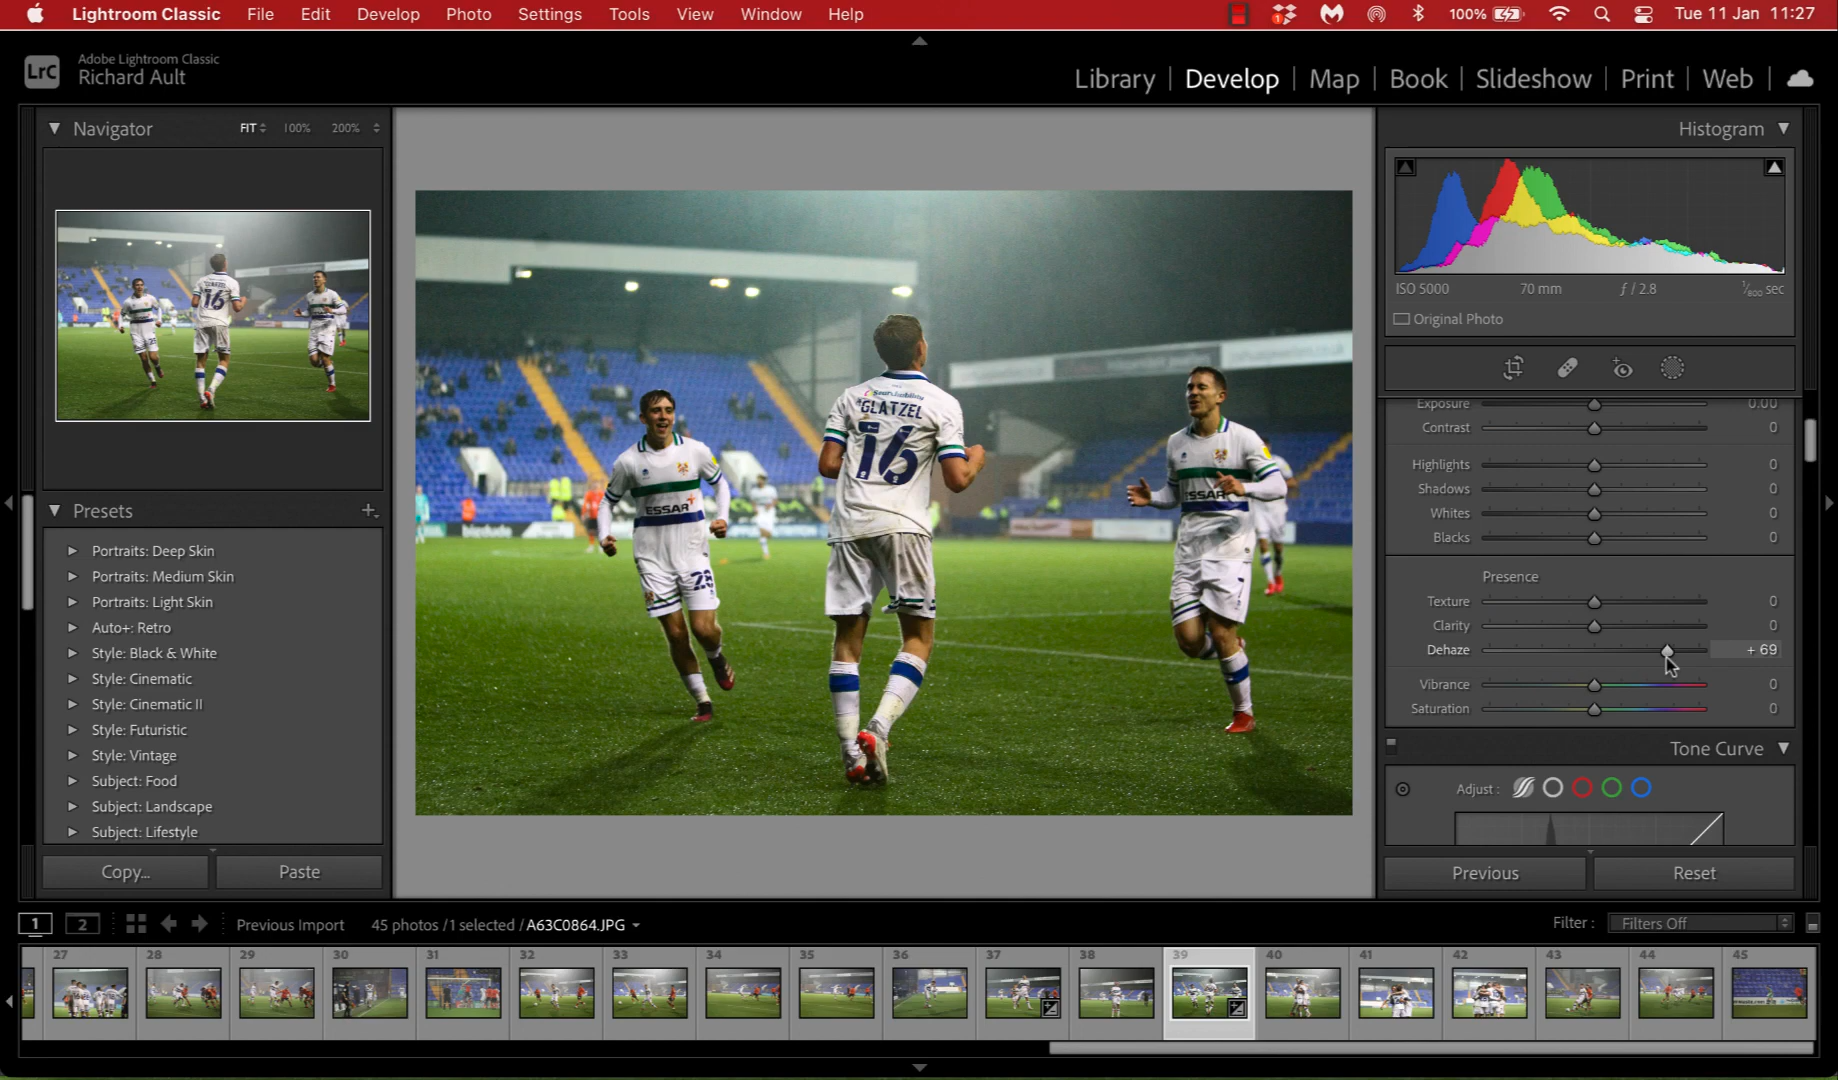 Lightroom Classic File Edit Develop Photo Settings Tools View Window Help 1 100% Tue 11 Jan 11:27
LrC Adobe Lightroom Classic
Richard Ault
Library | Develop | Map | Book | Slideshow | Print | Web
Navigator FIT 100% 200%
Histogram
ISO 5000 70 mm ƒ / 2.8 1/800 sec
Original Photo
GLATZEL
16
ESSAR
28
ESSAR
Exposure 0.00
Contrast 0
Highlights 0
Shadows 0
Whites 0
Blacks 0
Presence
Texture 0
Clarity 0
Dehaze + 69
Vibrance 0
Saturation 0
Tone Curve
Adjust :
Previous Reset
Presets
Portraits: Deep Skin
Portraits: Medium Skin
Portraits: Light Skin
Auto+: Retro
Style: Black & White
Style: Cinematic
Style: Cinematic II
Style: Futuristic
Style: Vintage
Subject: Food
Subject: Landscape
Subject: Lifestyle
Copy... Paste
1 2 Previous Import 45 photos / 1 selected / A63C0864.JPG Filter : Filters Off
27 28 29 30 31 32 33 34 35 36 37 38 39 40 41 42 43 44 45